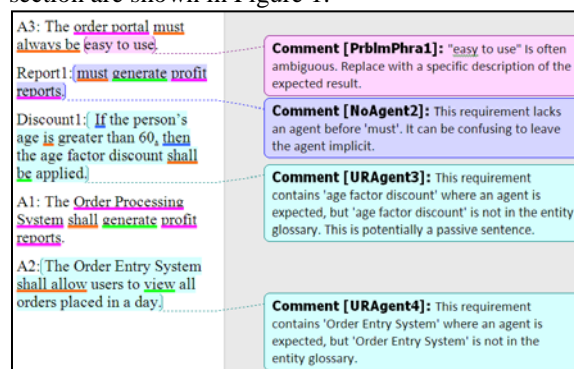 section are shown in Figure 1.
A3: The order portal must
always be easy to use.
Report1: must generate profit
reports.
Discount1: If the person's
age is greater than 60, then
the age factor discount shall
be applied.
A1: The Order Processing
System shall generate profit
reports.
A2: The Order Entry System
shall allow users to view all
orders placed in a day.
Comment [PrblmPhra1]: "easy to use" Is often
ambiguous. Replace with a specific description of the
expected result.
Comment [NoAgent2]: This requirement lacks
an agent before 'must'. It can be confusing to leave
the agent implicit.
Comment [URAgent3]: This requirement
contains 'age factor discount' where an agent is
expected, but 'age factor discount' is not in the entity
glossary. This is potentially a passive sentence.
Comment [URAgent4]: This requirement
contains 'Order Entry System' where an agent is
expected, but 'Order Entry System' is not in the
entity glossary.